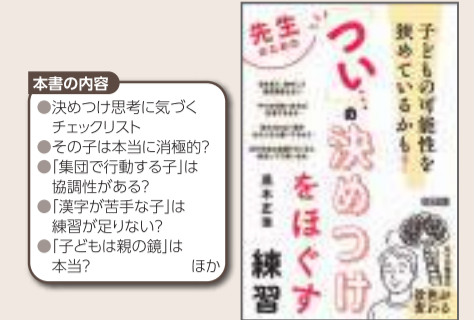 本書の内容
●決めつけ思考に気づく
チェックリスト
●その子は本当に消極的?
●「集団で行動する子」は
協調性がある?
●「漢字が苦手な子」は
練習が足りない?
●「子どもは親の鏡」は
本当? ほか
子どもの可能性を
狭めているかも!
先生
のための
「つい」の
決めつけ
をほぐす
練習